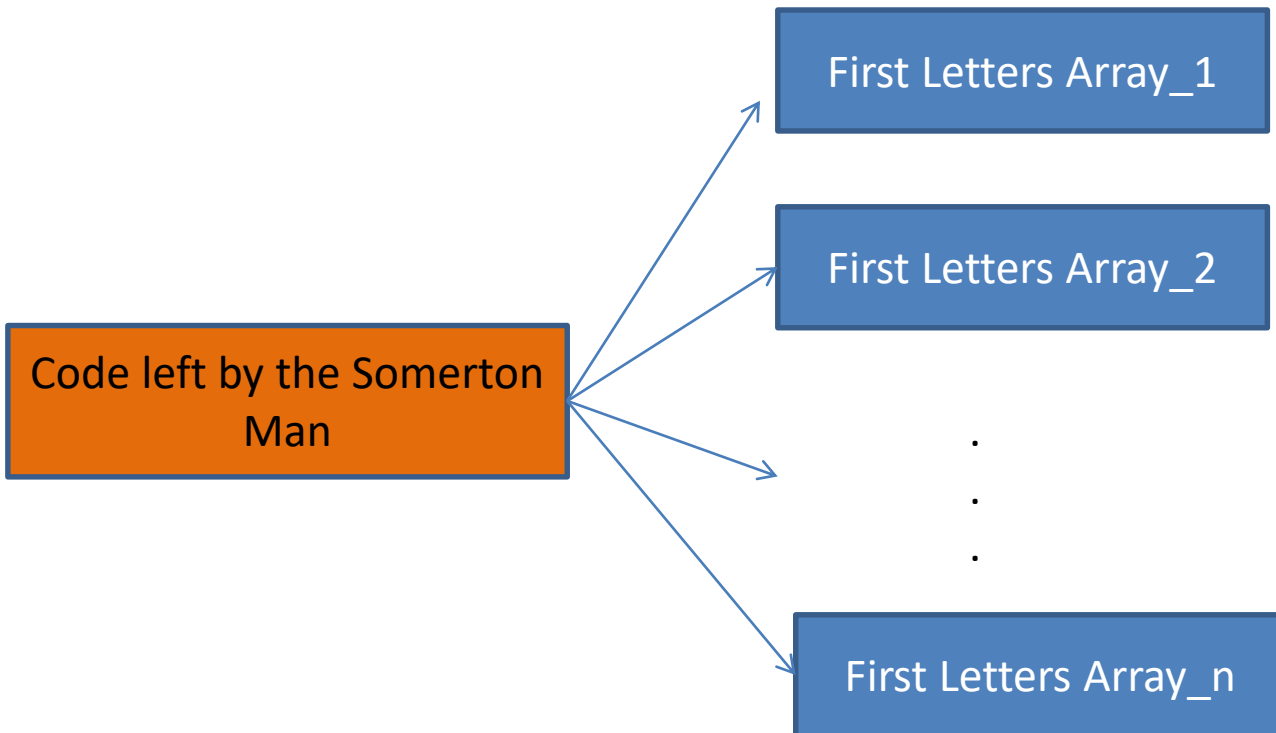 First Letters Array_1
First Letters Array_2
Code left by the Somerton
Man
.
.
.
First Letters Array_n